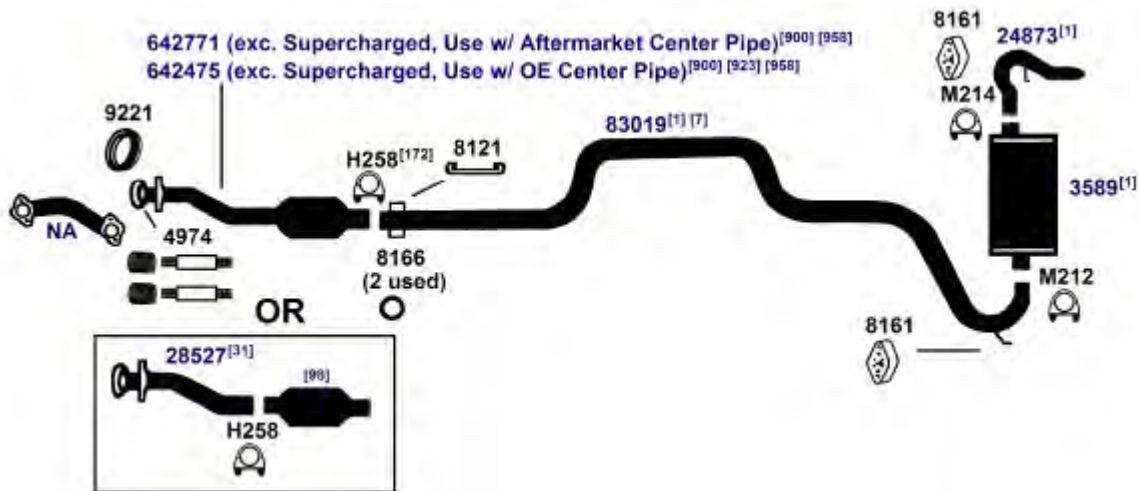 642771 (exc. Supercharged, Use w/ Aftermarket Center Pipe)[900] [958]
642475 (exc. Supercharged, Use w/ OE Center Pipe)[900] [923] [958]
8161
24873[1]
9221
M214
83019[1] [7]
H258[172]
8121
3589[1]
NA
4974
8166
(2 used)
M212
OR
8161
28527[31]
[98]
H258